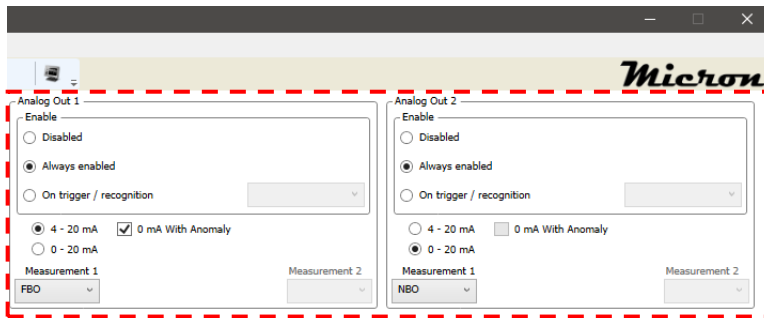 Micron
Analog Out 1
Enable
Disabled
Always enabled
On trigger / recognition
4 - 20 mA 0 mA With Anomaly
0 - 20 mA
Measurement 1 Measurement 2
FBO
Analog Out 2
Enable
Disabled
Always enabled
On trigger / recognition
4 - 20 mA 0 mA With Anomaly
0 - 20 mA
Measurement 1 Measurement 2
NBO